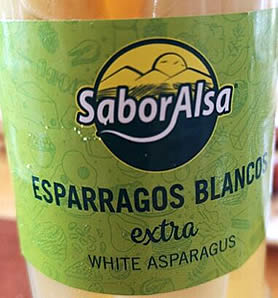 SaborAlsa
ESPARRAGOS BLANCOS
extra
WHITE ASPARAGUS